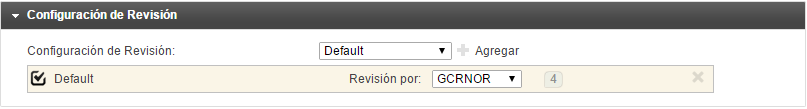 Configuración de Revisión
Configuración de Revisión: Default Agregar
Default Revisión por: GCRNOR 4